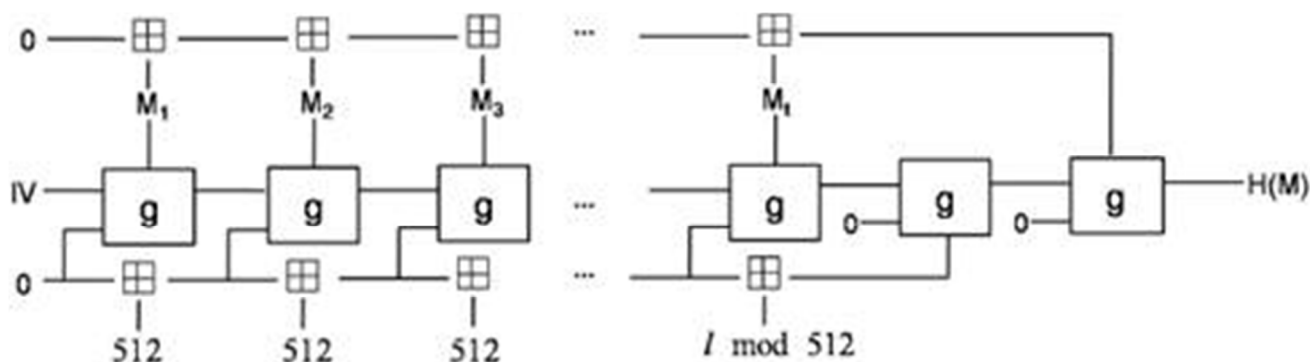 0 ...
M₁ M₂ M₃ Mₜ
IV g g g ... g g g H(M)
0 0
0 ...
512 512 512 l mod 512